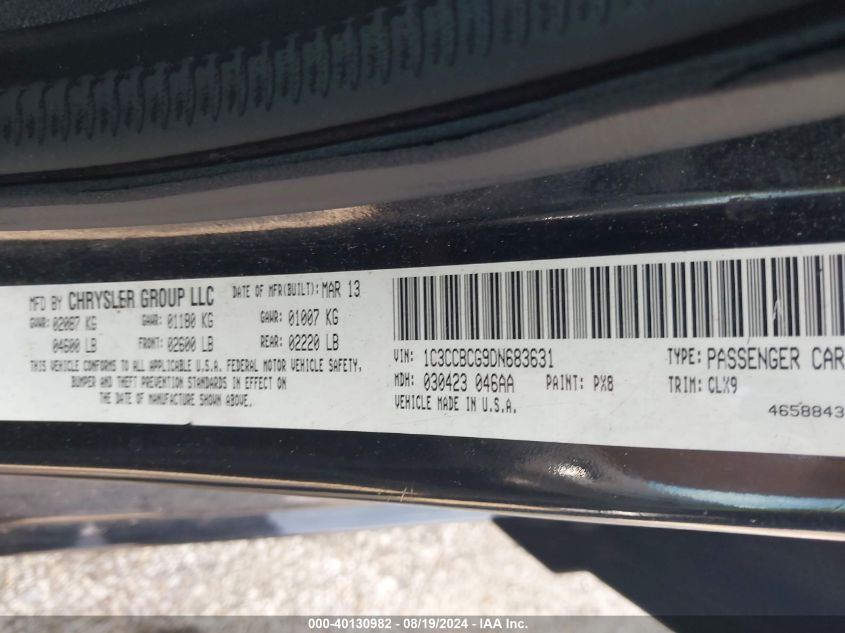 MFD BY CHRYSLER GROUP LLC DATE OF MFR(BUILT): MAR 13
GVWR: 02087 KG GAWR: 01180 KG GAWR: 01007 KG
04600 LB FRONT: 02600 LB REAR: 02220 LB
THIS VEHICLE CONFORMS TO ALL APPLICABLE U.S.A. FEDERAL MOTOR VEHICLE SAFETY,
BUMPER AND THEFT PREVENTION STANDARDS IN EFFECT ON
THE DATE OF MANUFACTURE SHOWN ABOVE.
VIN: 1C3CCBCG9DN683631 TYPE: PASSENGER CAR
MDH: 030423 046AA PAINT: PX8 TRIM: CLX9
VEHICLE MADE IN U.S.A. 4658843
000-40130982 - 08/19/2024 - IAA Inc.